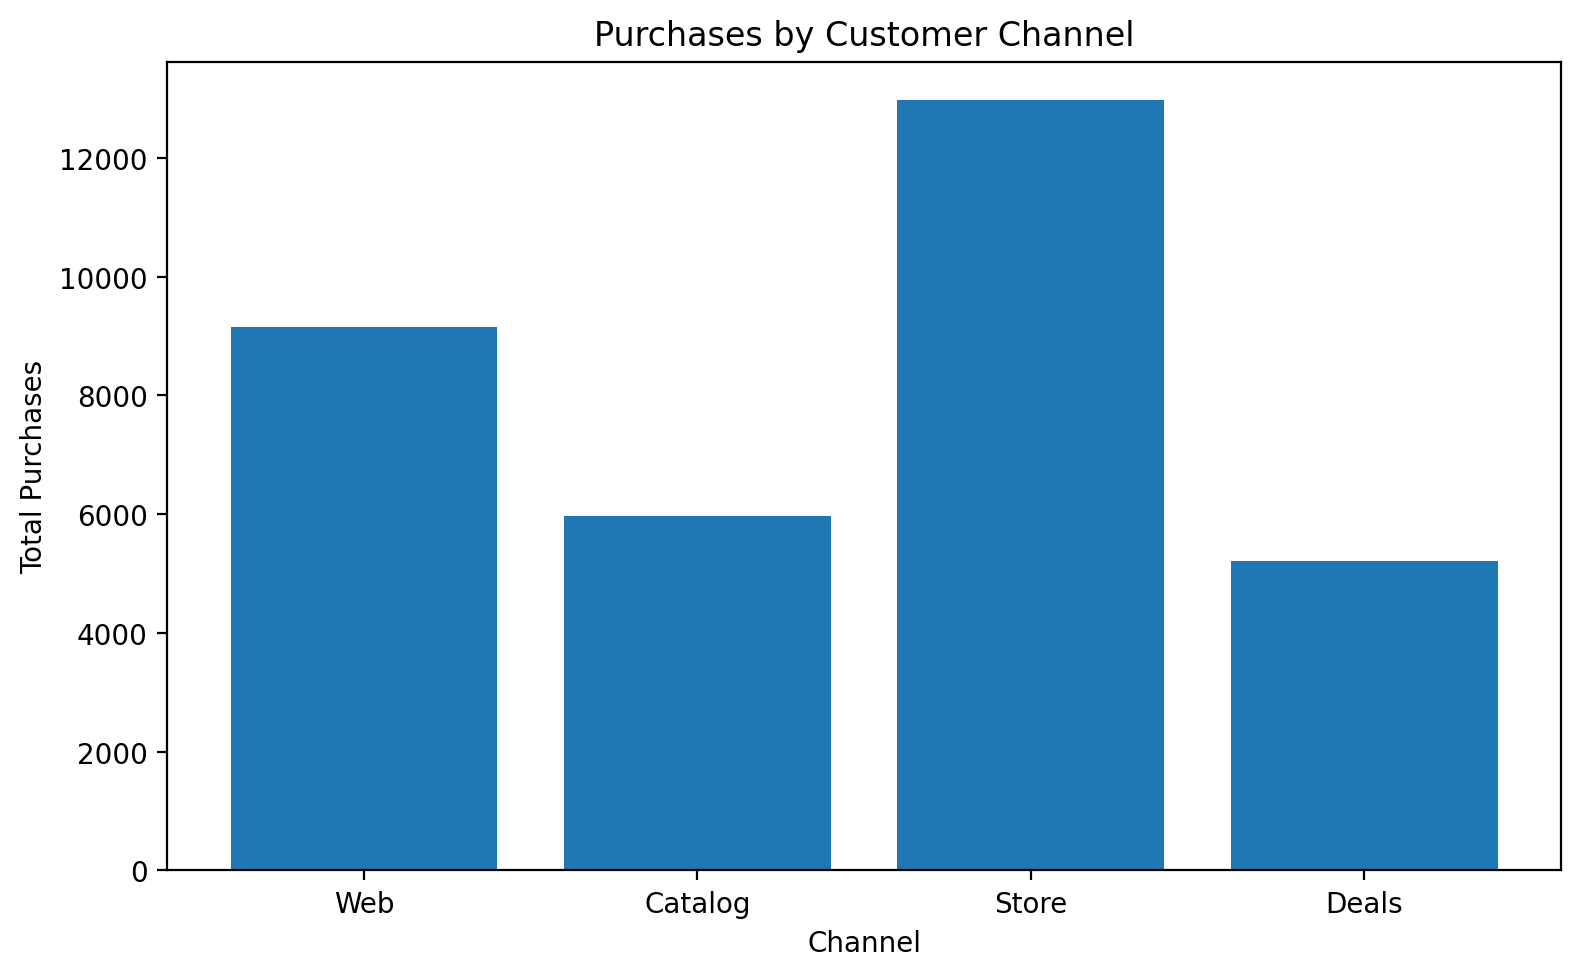 Purchases by Customer Channel
Total Purchases
12000
10000
8000
6000
4000
2000
0
Web Catalog Store Deals
Channel